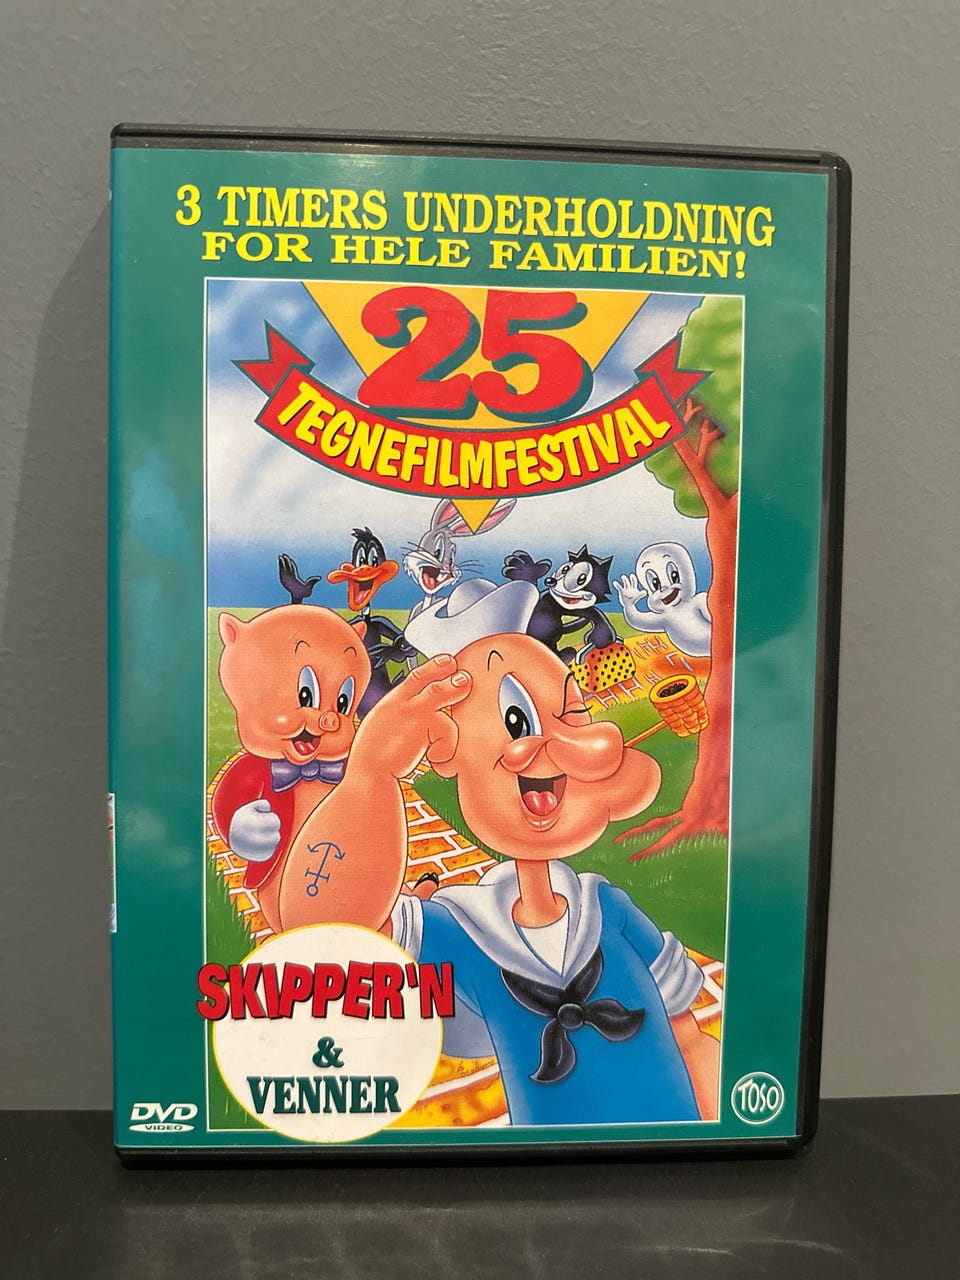 3 TIMERS UNDERHOLDNING
FOR HELE FAMILIEN!
25
TEGNEFILMFESTIVAL
SKIPPER'N
&
VENNER
DVD
VIDEO
TOSO